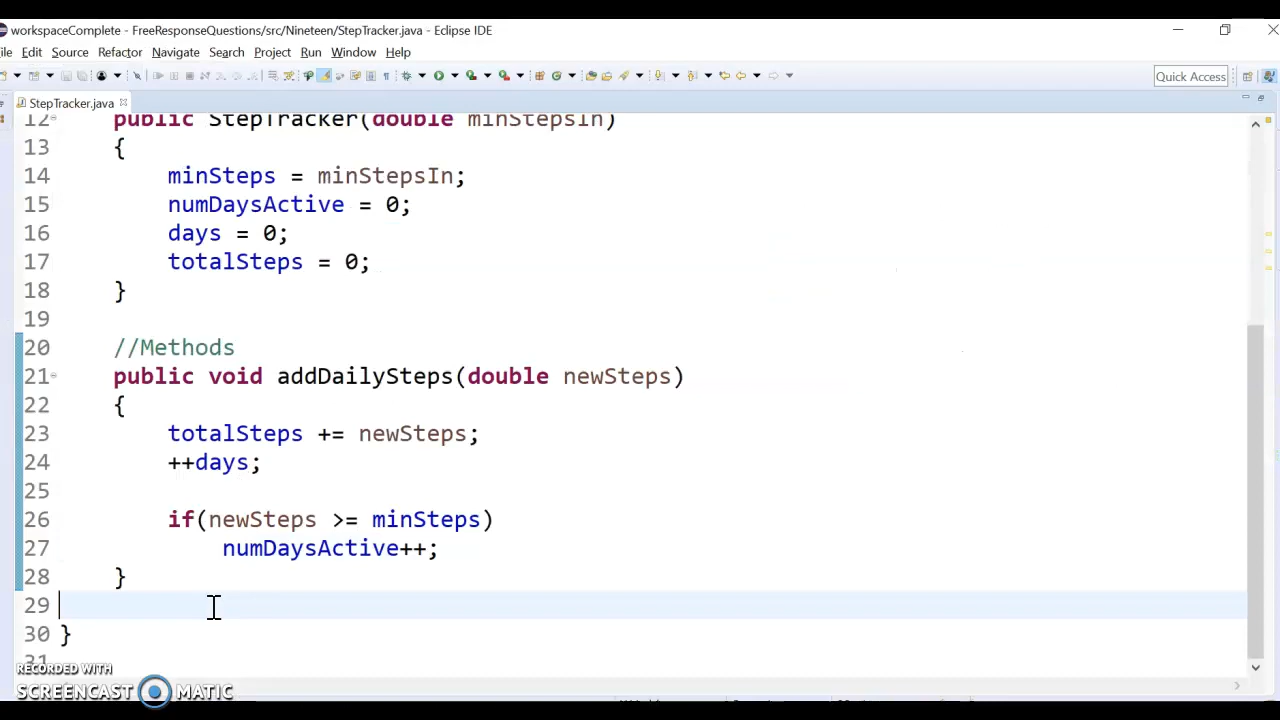 workspaceComplete - FreeResponseQuestions/src/Nineteen/StepTracker.java - Eclipse IDE
ile Edit Source Refactor Navigate Search Project Run Window Help
Quick Access
StepTracker.java
12 public StepTracker(double minStepsIn)
13 {
14 minSteps = minStepsIn;
15 numDaysActive = 0;
16 days = 0;
17 totalSteps = 0;
18 }
19
20 //Methods
21 public void addDailySteps(double newSteps)
22 {
23 totalSteps += newSteps;
24 ++days;
25
26 if(newSteps >= minSteps)
27 numDaysActive++;
28 }
29
30 }
31
RECORDED WITH
SCREENCAST MATIC